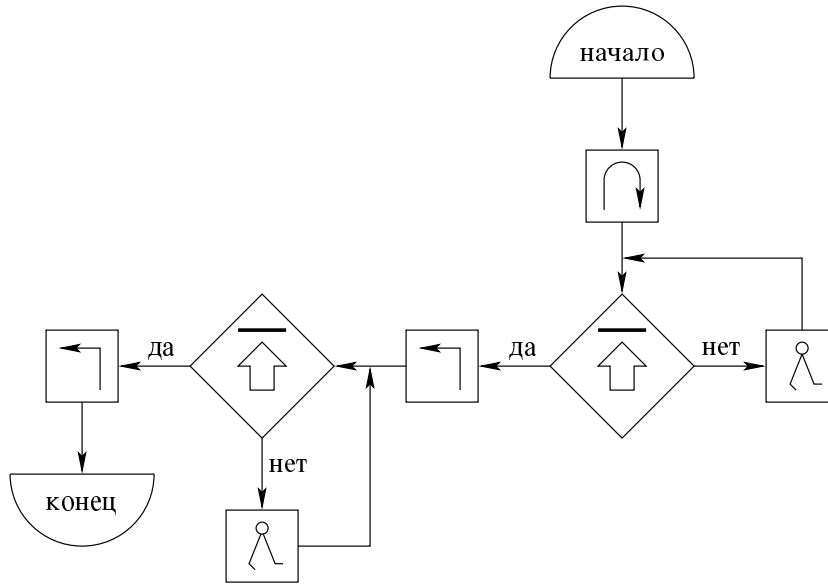 начало
да
да
нет
нет
конец